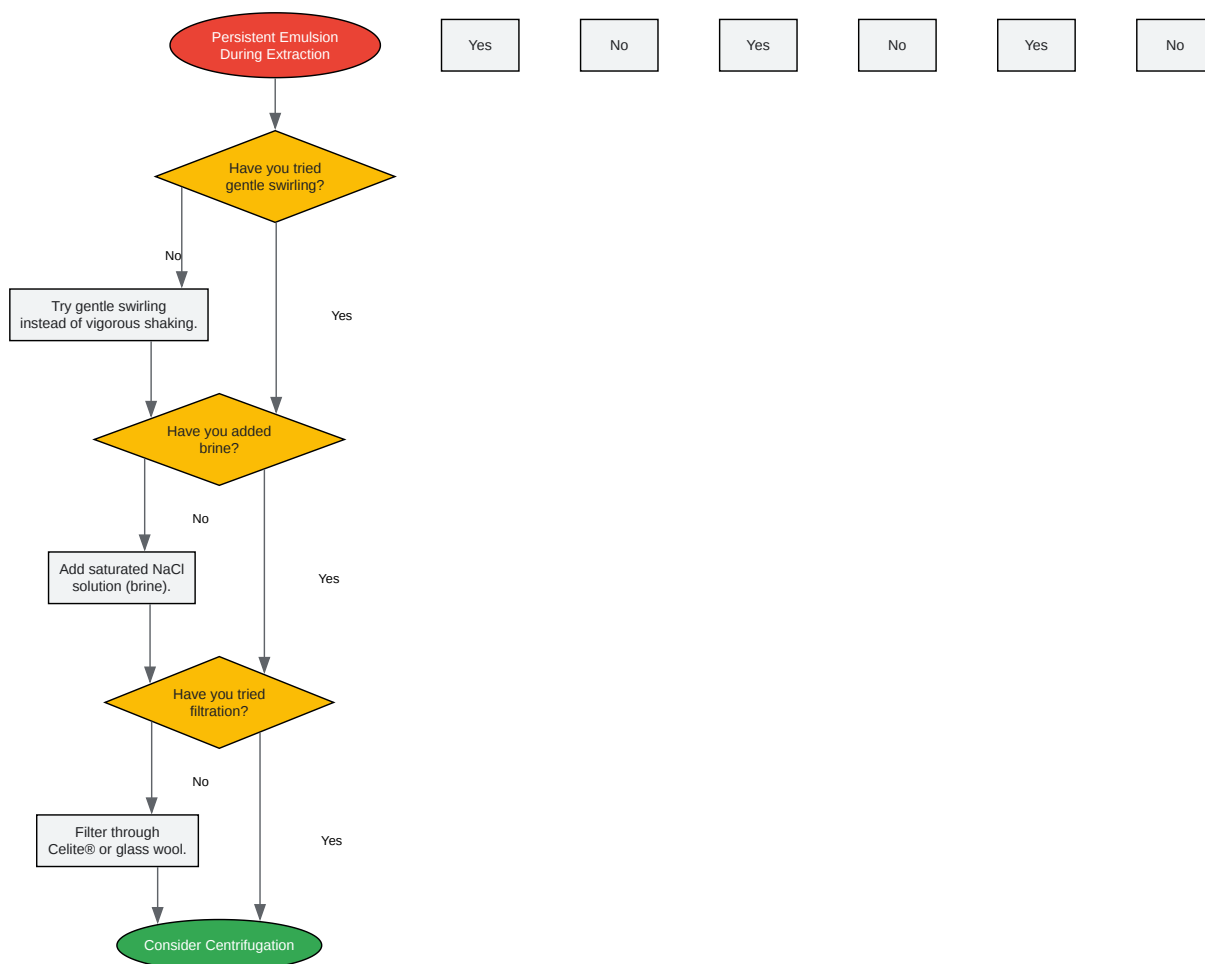 Persistent Emulsion
During Extraction
Yes
No
Yes
No
Yes
No
Have you tried
gentle swirling?
No
Try gentle swirling
instead of vigorous shaking.
Yes
Have you added
brine?
No
Add saturated NaCl
solution (brine).
Yes
Have you tried
filtration?
No
Filter through
Celite® or glass wool.
Yes
Consider Centrifugation